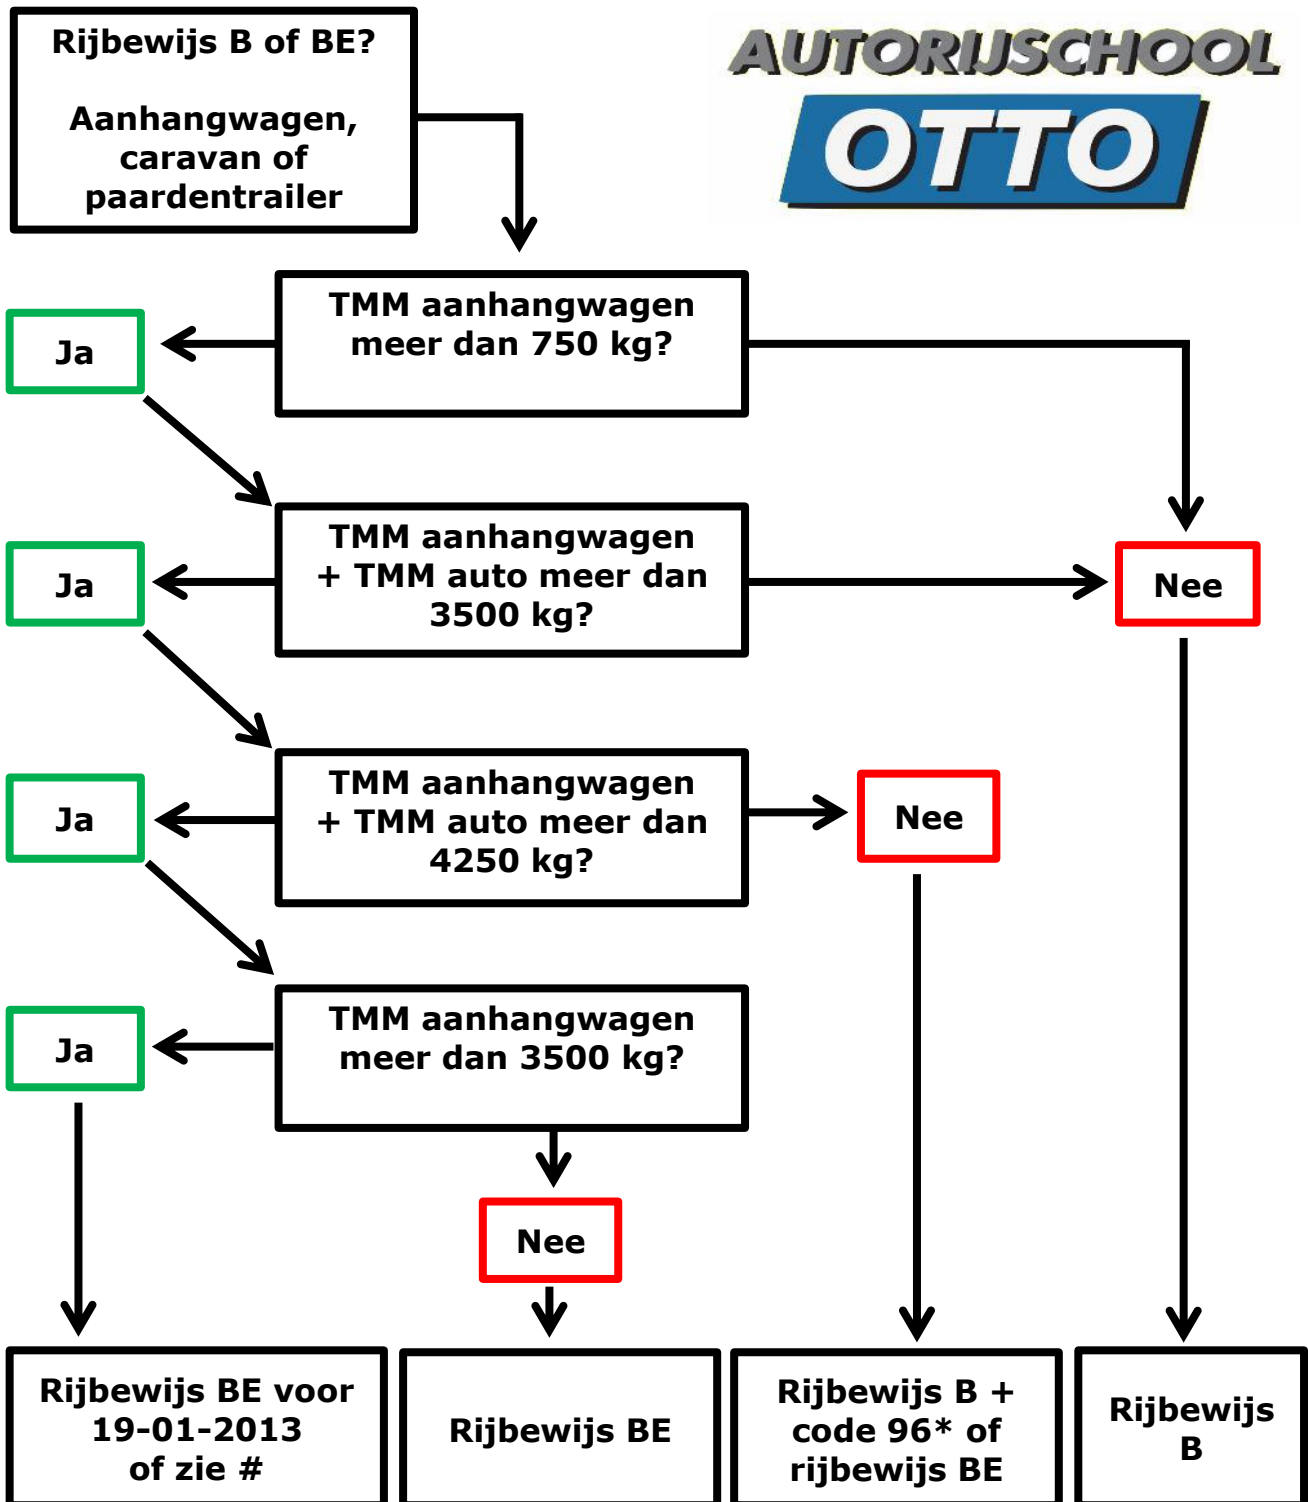 Rijbewijs B of BE?
Aanhangwagen,
caravan of
paardentrailer
AUTORIJSCHOOL
OTTO
TMM aanhangwagen
meer dan 750 kg?
Ja
TMM aanhangwagen
+ TMM auto meer dan
3500 kg?
Ja
Nee
TMM aanhangwagen
+ TMM auto meer dan
4250 kg?
Ja
Nee
TMM aanhangwagen
meer dan 3500 kg?
Ja
Nee
Rijbewijs BE voor
19-01-2013
of zie #
Rijbewijs BE
Rijbewijs B +
code 96* of
rijbewijs BE
Rijbewijs
B